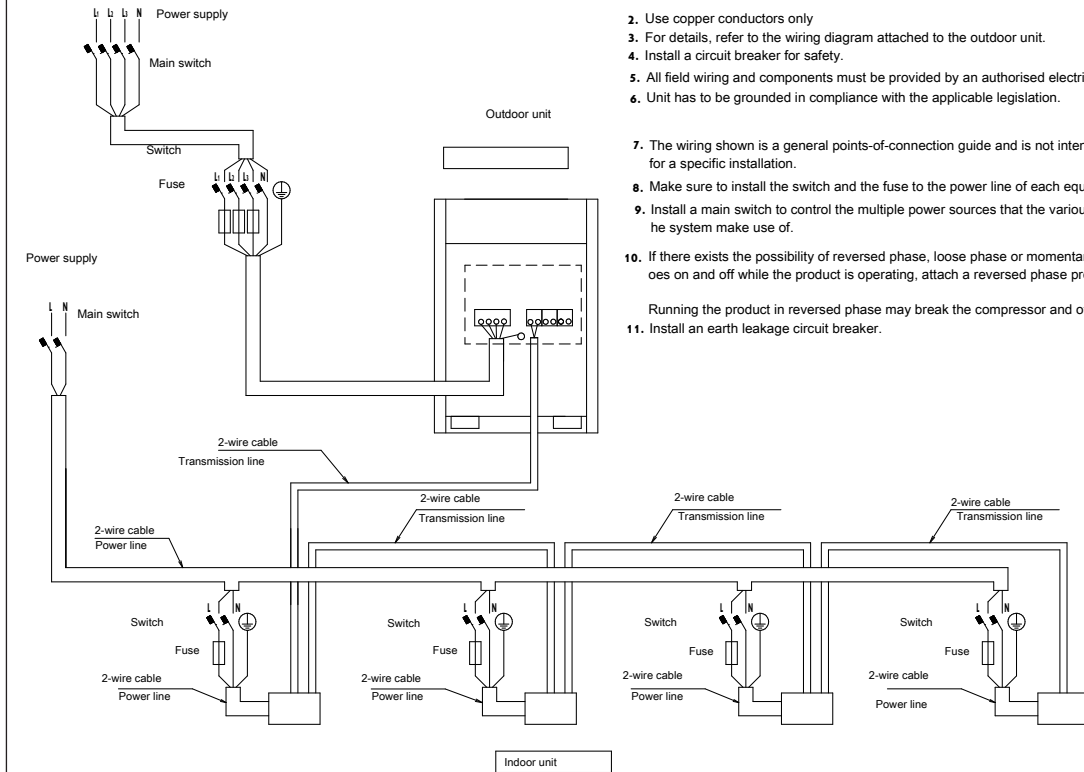 L₁ L₂ L₃ N Power supply
Main switch
Switch
Fuse
L₁ L₂ L₃ N
Outdoor unit
2. Use copper conductors only
3. For details, refer to the wiring diagram attached to the outdoor unit.
4. Install a circuit breaker for safety.
5. All field wiring and components must be provided by an authorised electri
6. Unit has to be grounded in compliance with the applicable legislation.
7. The wiring shown is a general points-of-connection guide and is not inten
for a specific installation.
8. Make sure to install the switch and the fuse to the power line of each equ
9. Install a main switch to control the multiple power sources that the variou
he system make use of.
10. If there exists the possibility of reversed phase, loose phase or momentar
oes on and off while the product is operating, attach a reversed phase pro
Running the product in reversed phase may break the compressor and o
11. Install an earth leakage circuit breaker.
Power supply
L N Main switch
2-wire cable
Transmission line
2-wire cable
Power line
2-wire cable
Transmission line
2-wire cable
Transmission line
2-wire cable
Transmission line
L N
Switch
Fuse
2-wire cable
Power line
L N
Switch
Fuse
2-wire cable
Power line
L N
Switch
Fuse
2-wire cable
Power line
L N
Switch
Fuse
2-wire cable
Power line
Indoor unit